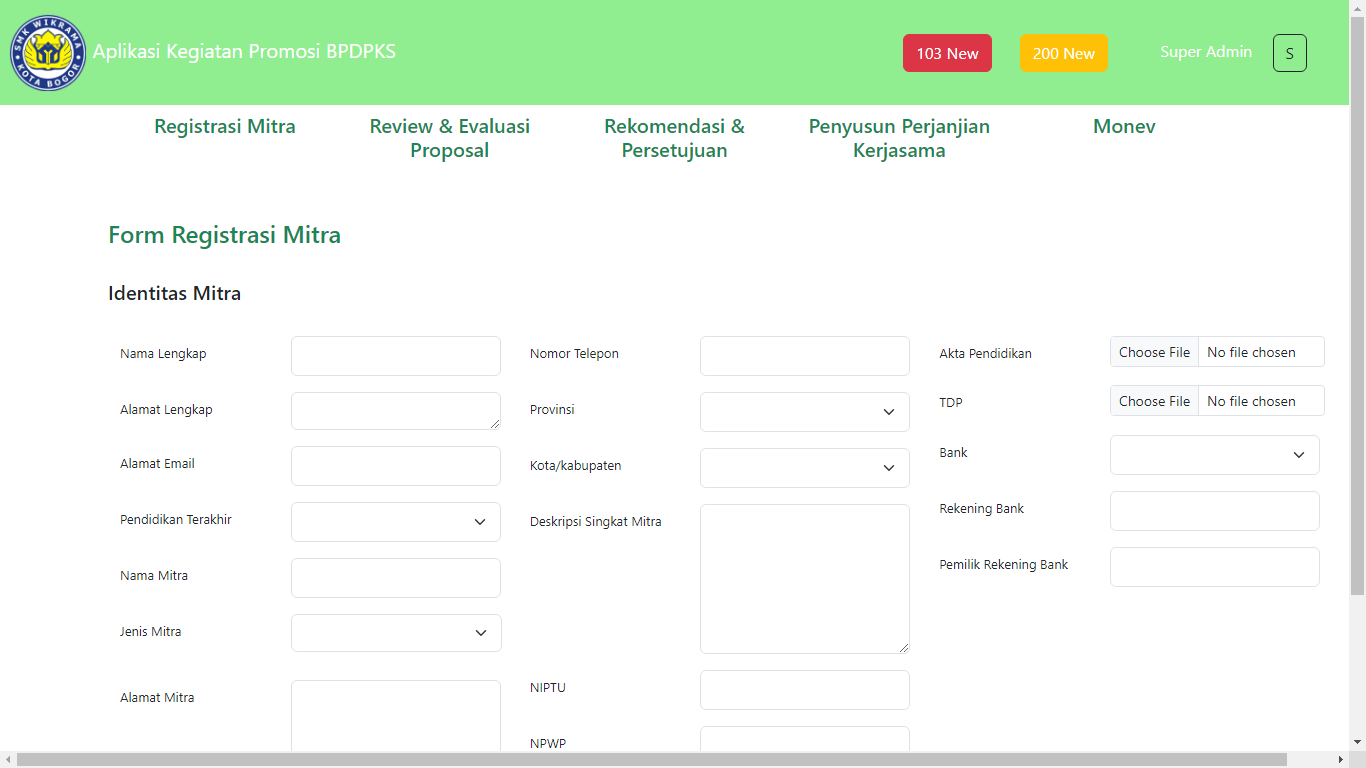 SMK WIKRAMA
KOTA BOGOR
Aplikasi Kegiatan Promosi BPDPKS
103 New
200 New
Super Admin
S
Registrasi Mitra
Review & Evaluasi
Proposal
Rekomendasi &
Persetujuan
Penyusun Perjanjian
Kerjasama
Monev
Form Registrasi Mitra
Identitas Mitra
Nama Lengkap
Alamat Lengkap
Alamat Email
Pendidikan Terakhir
Nama Mitra
Jenis Mitra
Alamat Mitra
Nomor Telepon
Provinsi
Kota/kabupaten
Deskripsi Singkat Mitra
NIPTU
NPWP
Akta Pendidikan
Choose File No file chosen
TDP
Choose File No file chosen
Bank
Rekening Bank
Pemilik Rekening Bank